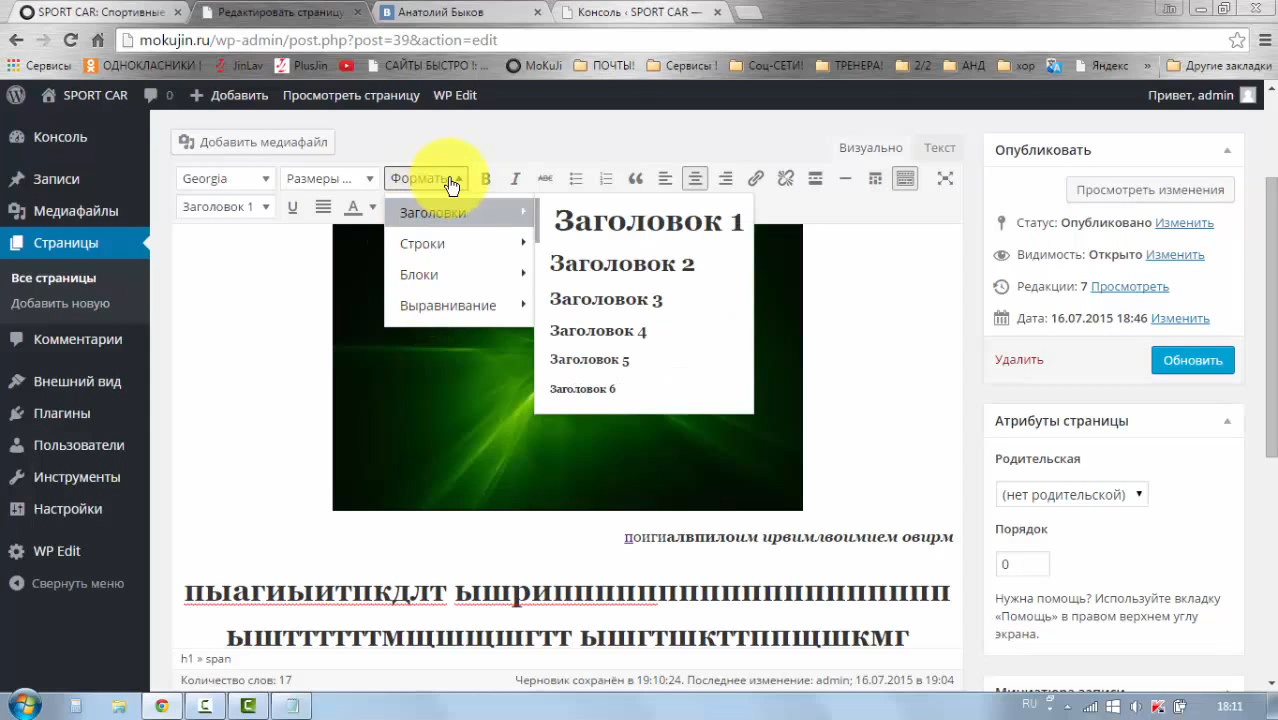 SPORT CAR: Спортивные
Редактировать страницу
Анатолий Быков
Консоль ‹ SPORT CAR —
mokujin.ru/wp-admin/post.php?post=39&action=edit
Сервисы ОДНОКЛАСНИКИ ! JinLav PlusJin САЙТЫ БЫСТРО !: ... MoKuJi ПОЧТЫ! Сервисы ! Соц-СЕТИ! ТРЕНЕРА! 2/2 АНД хор Яндекс » Другие закладки
SPORT CAR 0 Добавить Просмотреть страницу WP Edit Привет, admin
Консоль
Записи
Медиафайлы
Страницы
Все страницы
Добавить новую
Комментарии
Внешний вид
Плагины
Пользователи
Инструменты
Настройки
WP Edit
Свернуть меню
Добавить медиафайл
Визуально Текст
Georgia Размеры ... Форматы B I ABC
Заголовок 1 U A
Заголовки
Строки
Блоки
Выравнивание
Заголовок 1
Заголовок 2
Заголовок 3
Заголовок 4
Заголовок 5
Заголовок 6
поигиалвпилоим ирвимлвоимием овирм
h1 » span
Количество слов: 17
Черновик сохранён в 19:10:24. Последнее изменение: admin; 16.07.2015 в 19:04
Опубликовать
Просмотреть изменения
Статус: Опубликовано Изменить
Видимость: Открыто Изменить
Редакции: 7 Просмотреть
Дата: 16.07.2015 18:46 Изменить
Удалить
Обновить
Атрибуты страницы
Родительская
(нет родительской)
Порядок
0
Нужна помощь? Используйте вкладку
«Помощь» в правом верхнем углу
экрана.
Миниатюра записи
RU
18:11